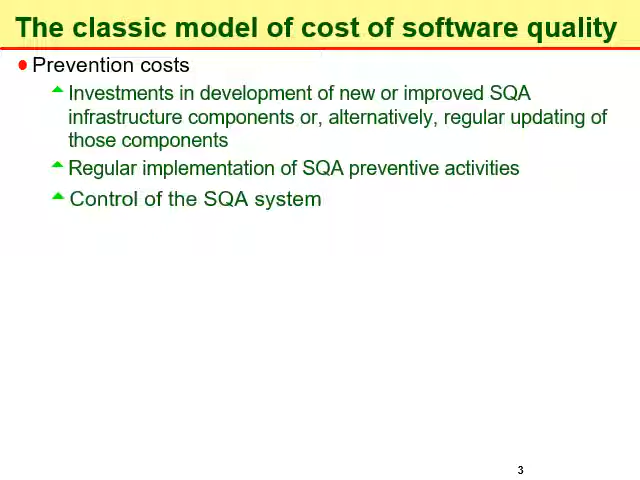 The classic model of cost of software quality
Prevention costs
Investments in development of new or improved SQA
infrastructure components or, alternatively, regular updating of
those components
Regular implementation of SQA preventive activities
Control of the SQA system
3